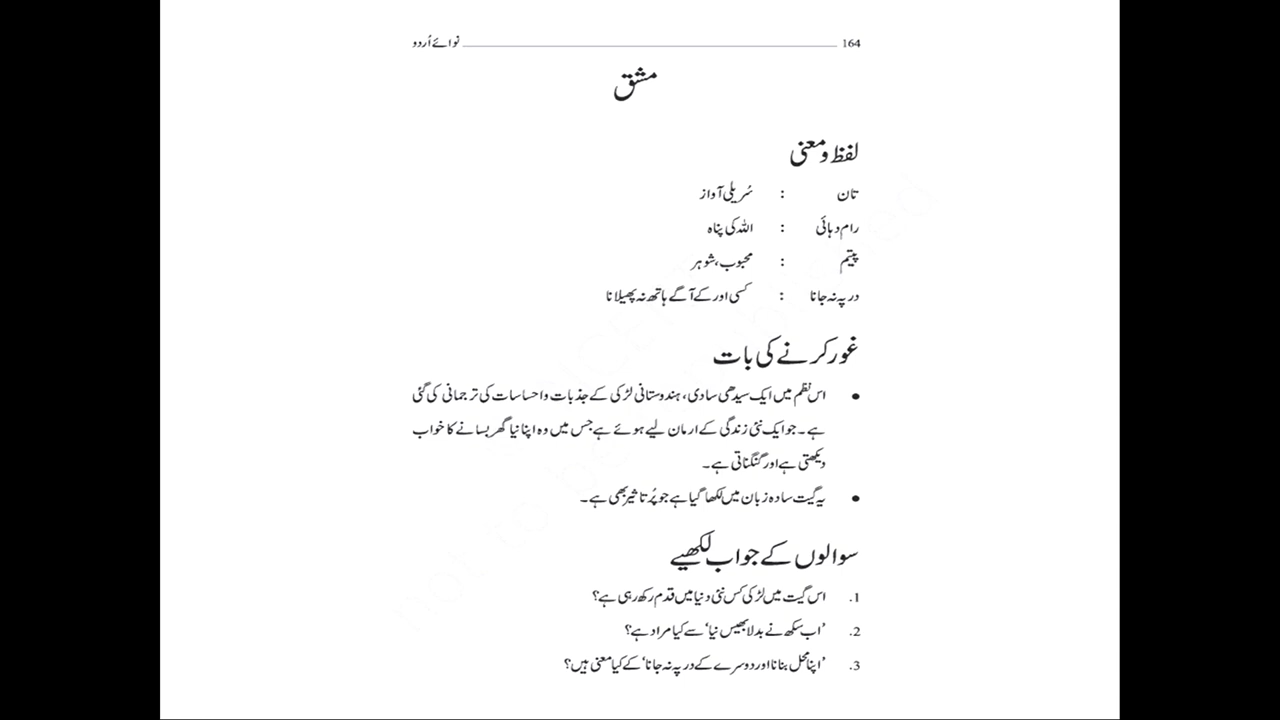 164 نوائے اُردو
مشق
لفظ و معنی
تان : سُریلی آواز
رام دہائی : اللہ کی پناہ
پیتم : محبوب، شوہر
در پہ نہ جانا : کسی اور کے آگے ہاتھ نہ پھیلانا
غور کرنے کی بات
● اس نظم میں ایک سیدھی سادی، ہندوستانی لڑکی کے جذبات و احساسات کی ترجمانی کی گئی
ہے۔ جو ایک نئی زندگی کے ارمان لیے ہوئے ہے جس میں وہ اپنا نیا گھر بسانے کا خواب
دیکھتی ہے اور گنگناتی ہے۔
● یہ گیت سادہ زبان میں لکھا گیا ہے جو پُر تاثیر بھی ہے۔
سوالوں کے جواب لکھیے
1. اس گیت میں لڑکی کس نئی دنیا میں قدم رکھ رہی ہے؟
2. ’اب سکھ نے بدلا بھیس نیا‘ سے کیا مراد ہے؟
3. ’اپنا محل بنانا اور دوسرے کے در پہ نہ جانا‘ کے کیا معنی ہیں؟